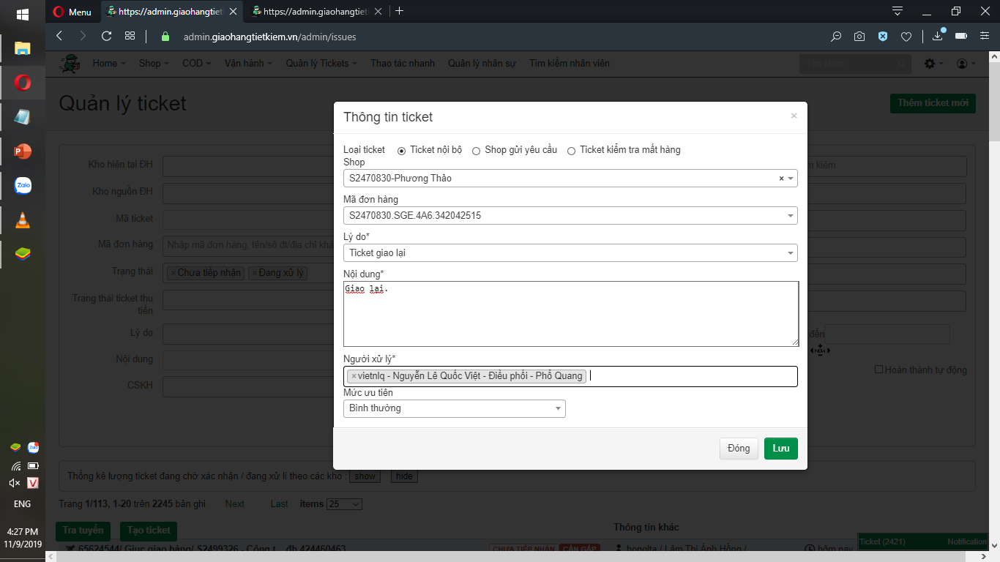 Menu
https://admin.giaohangtiet
https://admin.giaohangtiet
admin.giaohangtietkiem.vn/admin/issues
Home Shop COD Vận hành Quản lý Tickets Thao tác nhanh Quản lý nhân sự Tìm kiếm nhân viên Tìm kiếm
Quản lý ticket
Thêm ticket mới
Thông tin ticket
×
Loại ticket Ticket nội bộ Shop gửi yêu cầu Ticket kiểm tra mất hàng
Shop
S2470830-Phương Thảo ×
Mã đơn hàng
S2470830.SGE.4A6.342042515
Lý do*
Ticket giao lại
Nội dung*
Giao lại.
Người xử lý*
×vietnlq - Nguyễn Lê Quốc Việt - Điều phối - Phổ Quang
Mức ưu tiên
Bình thường
Đóng Lưu
Kho hiện tại ĐH
kiếm
Kho nguồn ĐH
Mã ticket
Mã đơn hàng Nhập mã đơn hàng, tên/số đt/địa chỉ khá
Trạng thái ×Chưa tiếp nhận ×Đang xử lý
Trạng thái ticket thu
tiền
Lý do
đến
NOW
Nội dung
Hoàn thành tự động
CSKH
Thống kê lượng ticket đang chờ xác nhận / đang xử lí theo các kho : show hide
Trang 1/113, 1-20 trên 2245 bản ghi Next Last items 25
Tra tuyến Tạo ticket
Thông tin khác
65624544/ Giục giao hàng/ S2499326 - Công t... đh 424460463
CHƯA TIẾP NHẬN CẦN GẤP
honglta / Lâm Thị Ánh Hồng /
hôm nay
Ticket (2421) Notification
Zalo
Zalo
V
ENG
4:27 PM
11/9/2019